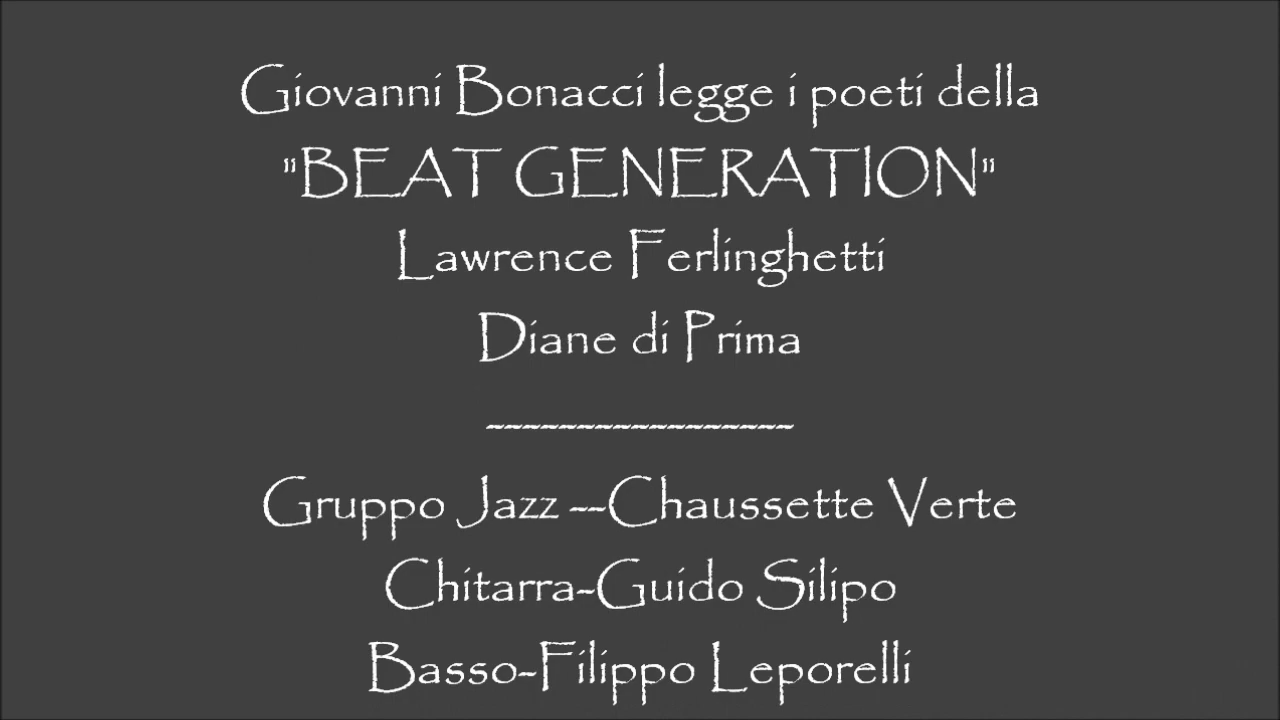 Giovanni Bonacci legge i poeti della
"BEAT GENERATION"
Lawrence Ferlinghetti
Diane di Prima
-----------------
Gruppo Jazz --Chaussette Verte
Chitarra-Guido Silipo
Basso-Filippo Leporelli